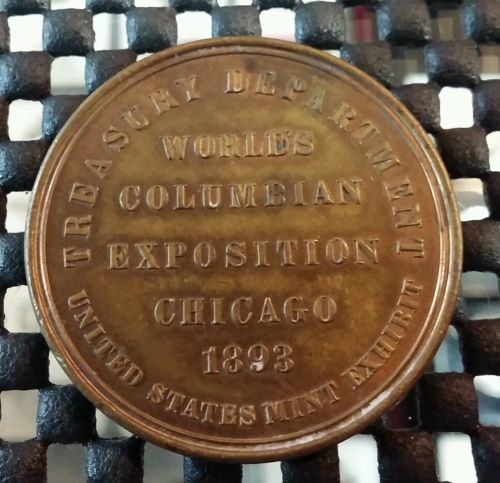 TREASURY DEPARTMENT
WORLD'S
COLUMBIAN
EXPOSITION
CHICAGO
1893
UNITED STATES MINT EXHIBIT